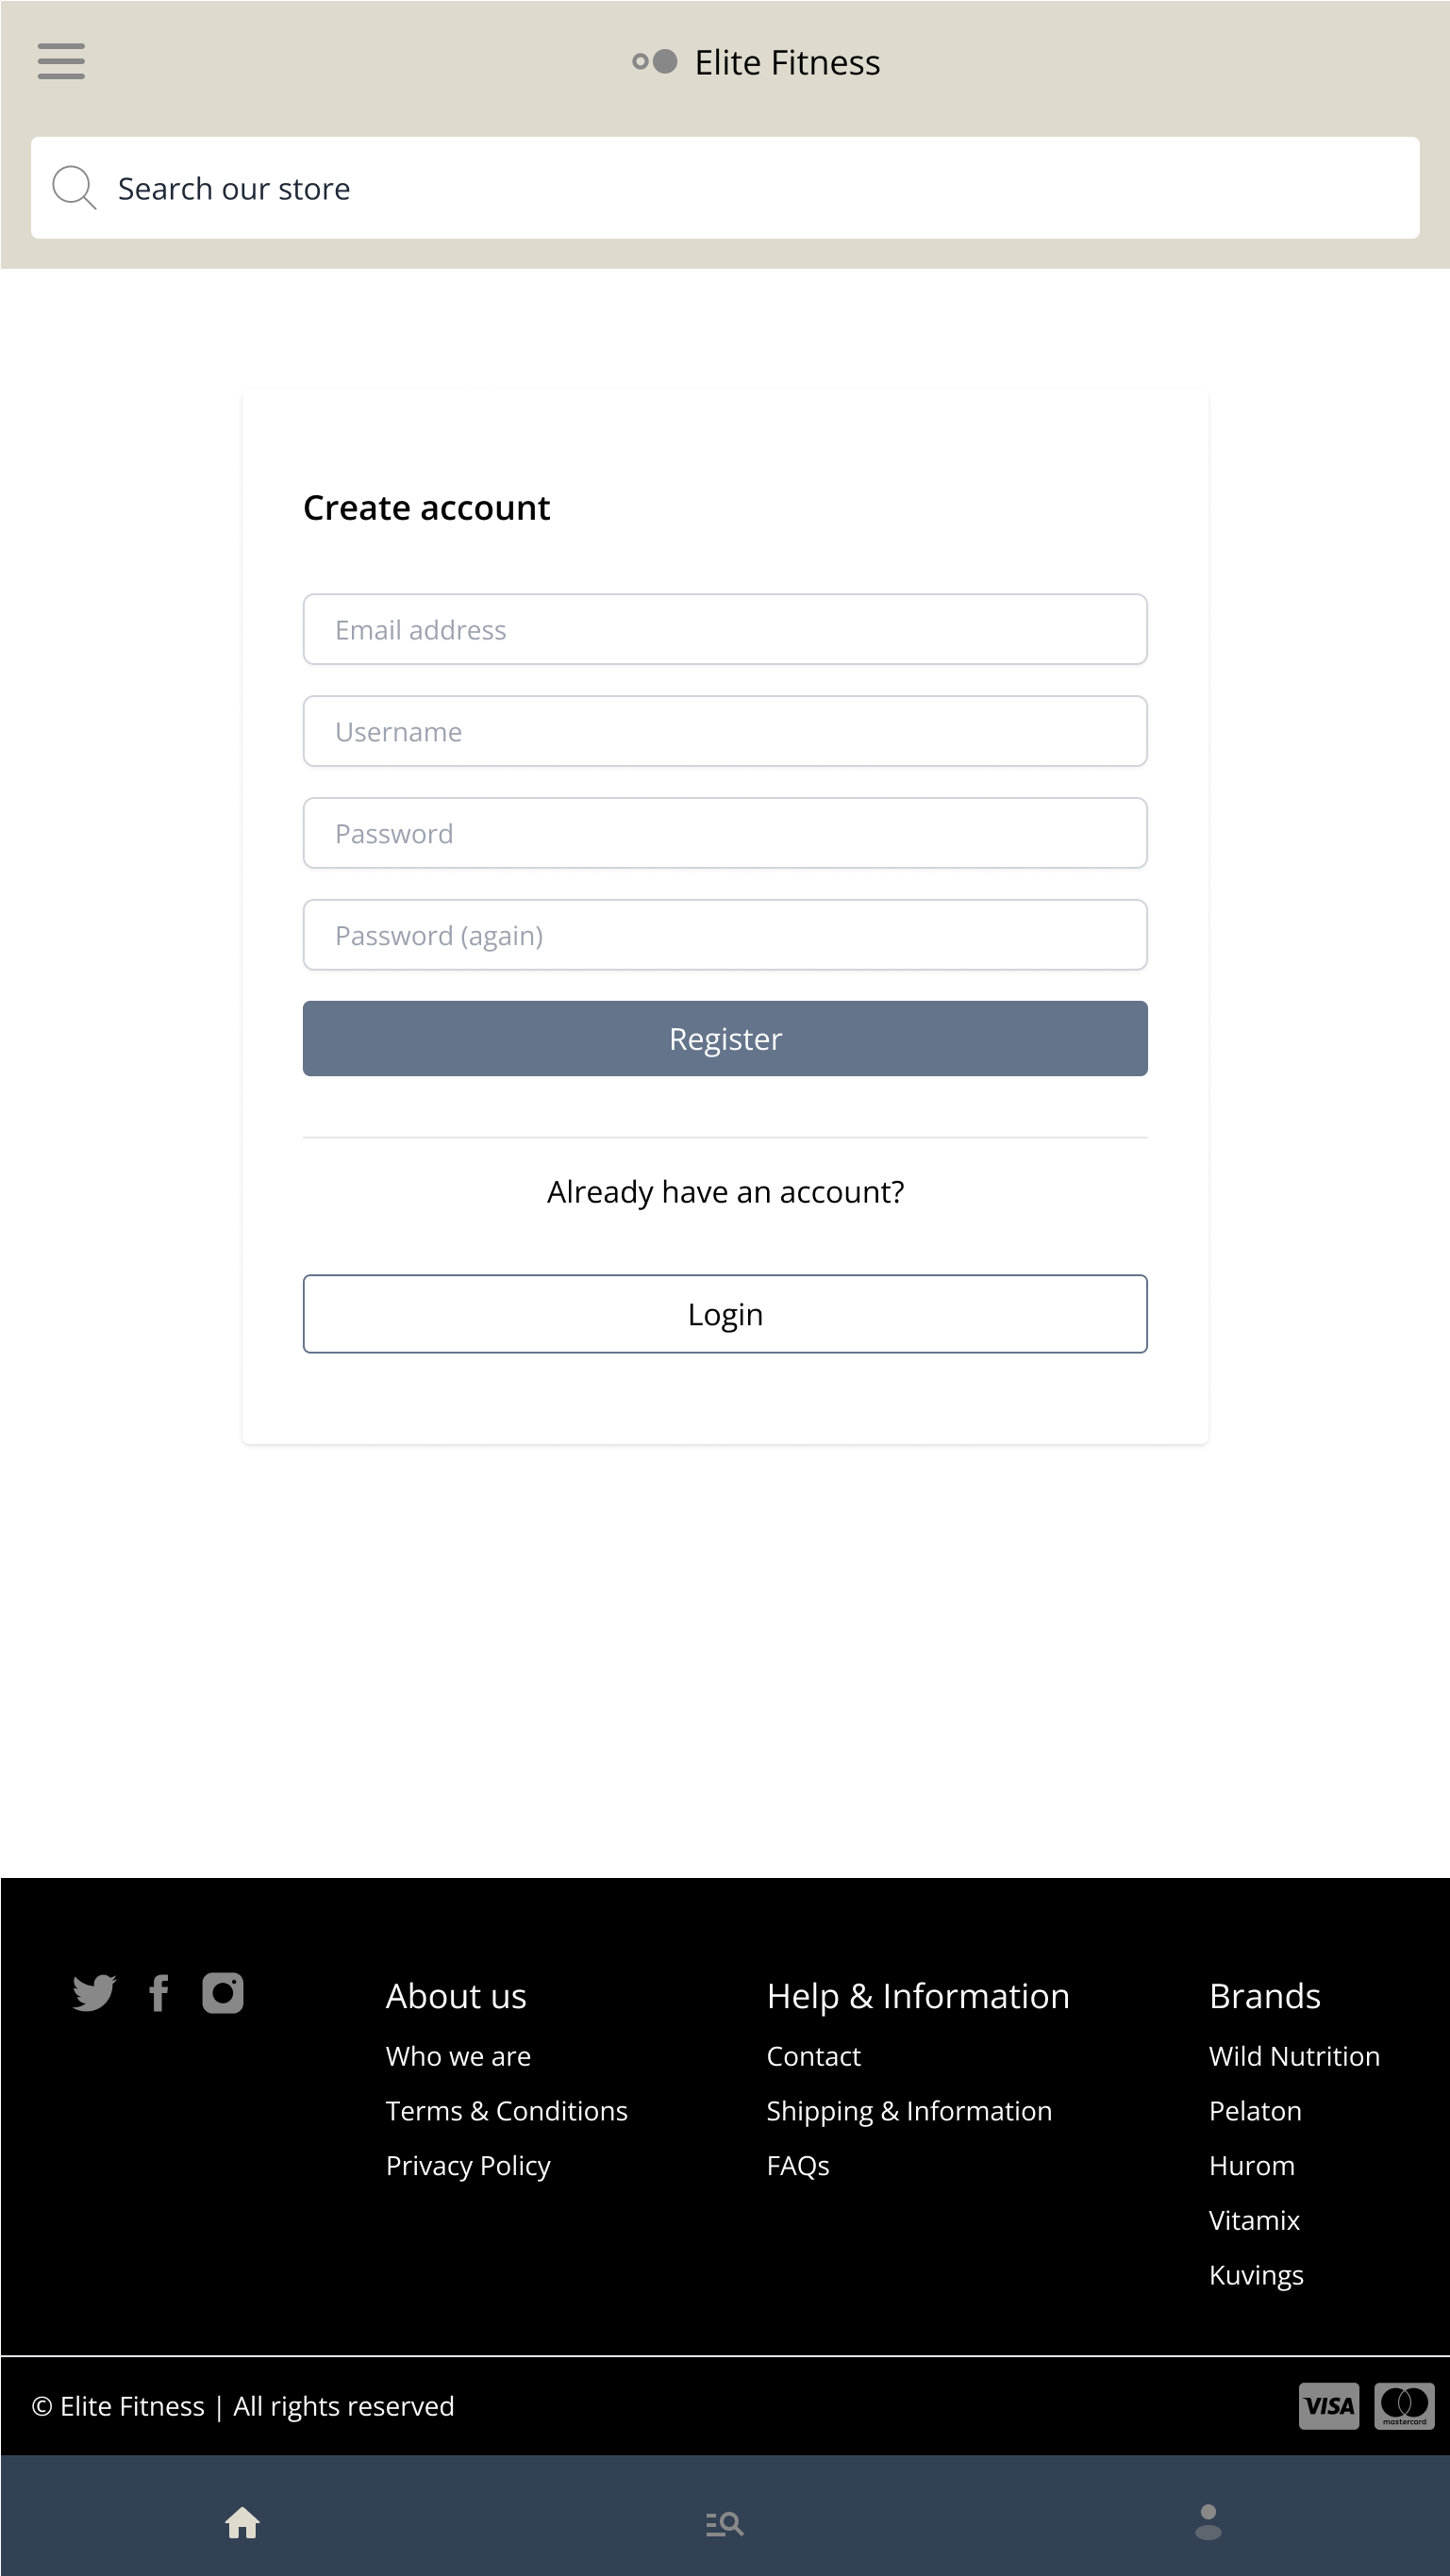 Elite Fitness
Search our store
Create account
Email address
Username
Password
Password (again)
Register
Already have an account?
Login
About us
Who we are
Terms & Conditions
Privacy Policy
Help & Information
Contact
Shipping & Information
FAQs
Brands
Wild Nutrition
Pelaton
Hurom
Vitamix
Kuvings
© Elite Fitness | All rights reserved
VISA
mastercard